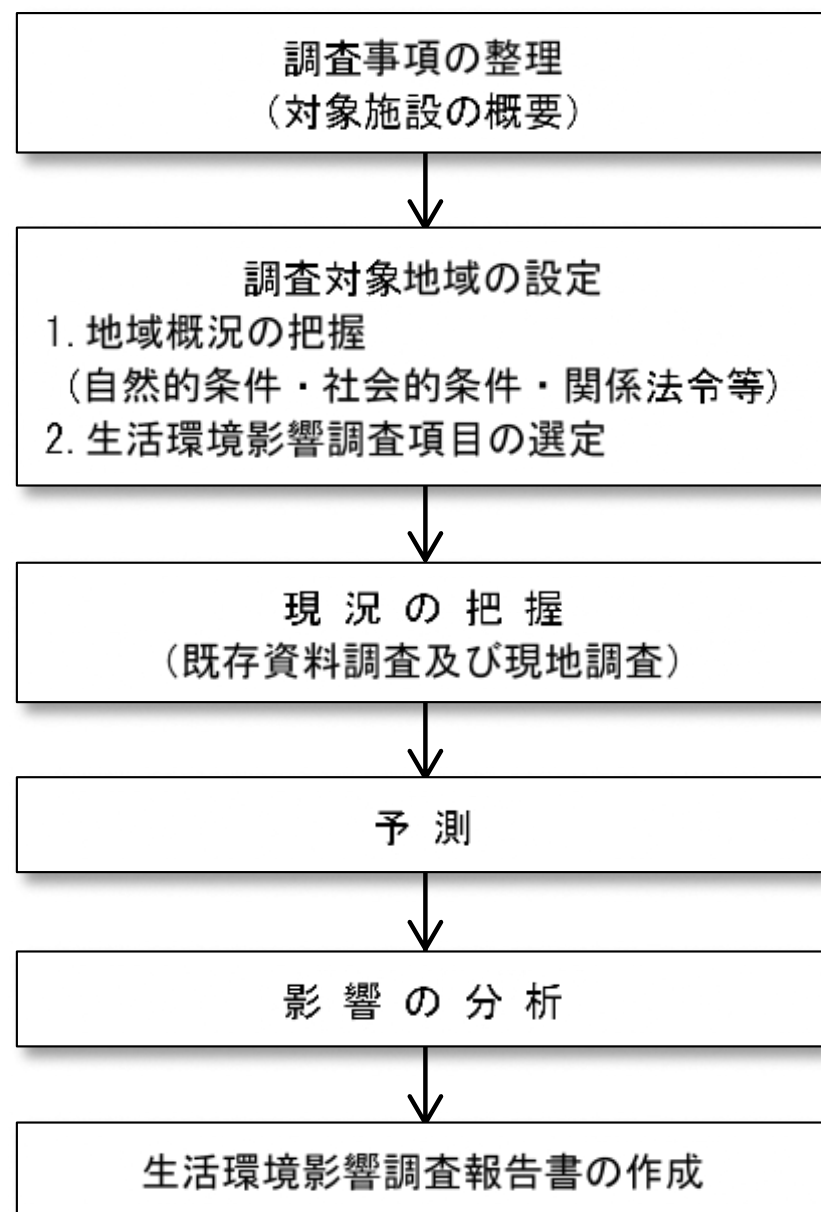 調査事項の整理
（対象施設の概要）
調査対象地域の設定
1. 地域概況の把握
（自然的条件・社会的条件・関係法令等）
2. 生活環境影響調査項目の選定
現 況 の 把 握
（既存資料調査及び現地調査）
予 測
影 響 の 分 析
生活環境影響調査報告書の作成